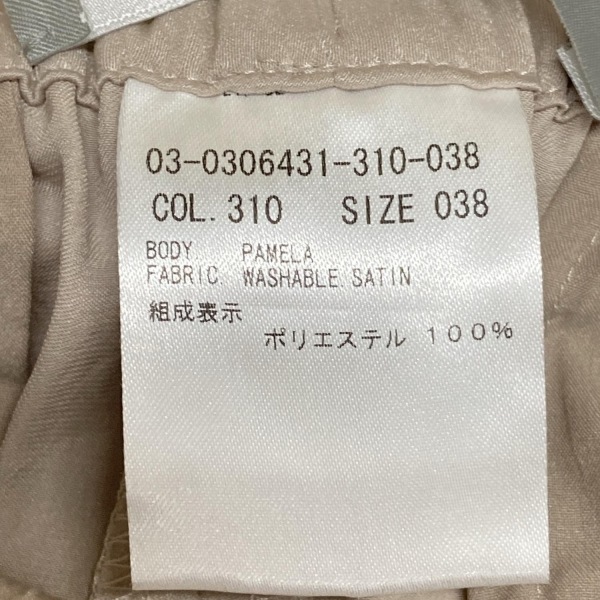 03-0306431-310-038
COL. 310 SIZE 038
BODY. PAMELA
FABRIC. WASHABLE.SATIN
組成表示
ポリエステル 100%